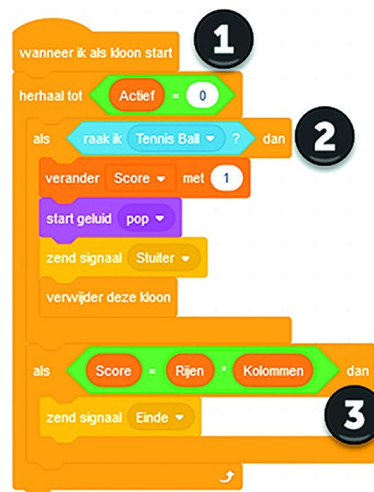 wanneer ik als kloon start
1
herhaal tot Actief = 0
als raak ik Tennis Ball ? dan
2
verander Score met 1
start geluid pop
zend signaal Stuiter
verwijder deze kloon
als Score = Rijen * Kolommen dan
zend signaal Einde
3